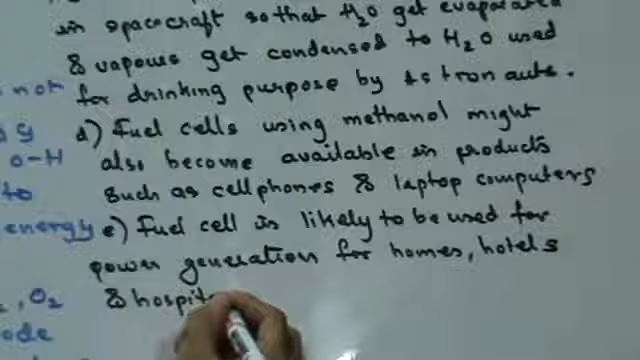 in spacecraft so that H₂O get evaporated
& vapours get condensed to H₂O used
not for drinking purpose by Astronauts.
d) Fuel cells using methanol might
O-H also become available in products
to such as cellphones & laptop computers
energy e) Fuel cell is likely to be used for
power generation for homes, hotels
, O₂ & hospit
ode